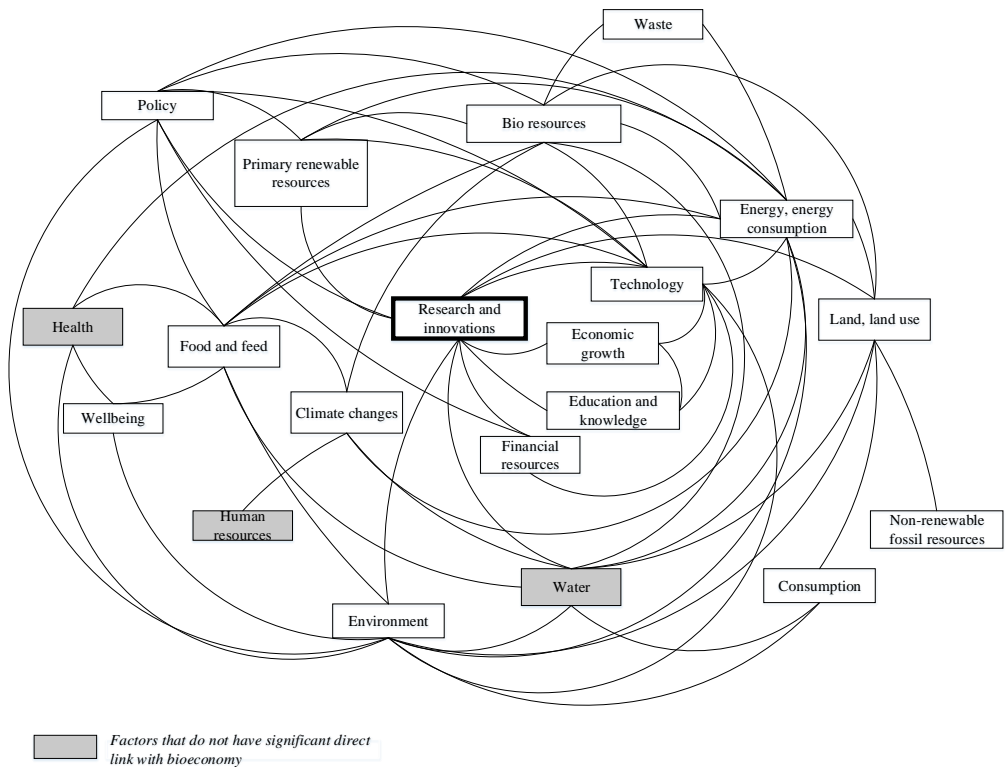 Waste
Policy
Bio resources
Primary renewable
resources
Energy, energy
consumption
Technology
Research and
innovations
Land, land use
Health
Food and feed
Economic
growth
Wellbeing
Climate changes
Education and
knowledge
Financial
resources
Human
resources
Non-renewable
fossil resources
Water
Consumption
Environment
Factors that do not have significant direct
link with bioeconomy